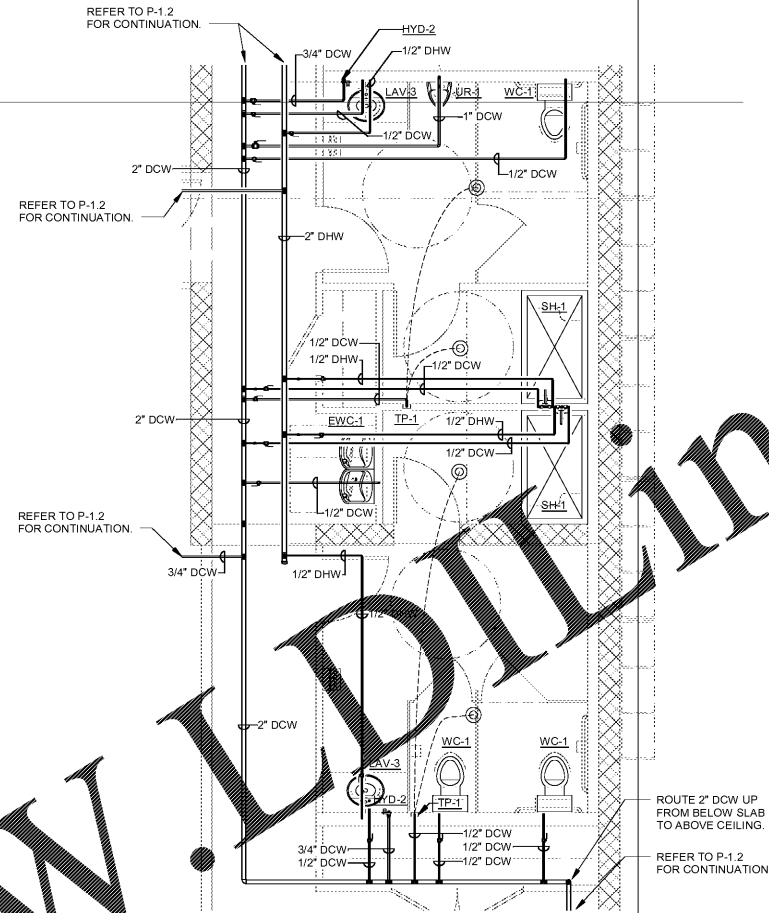 REFER TO P-1.2
FOR CONTINUATION.
HYD-2
3/4" DCW
1/2" DHW
LAV-3
UR-1
WC-1
1" DCW
1/2" DCW
2" DCW
1/2" DCW
REFER TO P-1.2
FOR CONTINUATION.
2" DHW
SH-1
1/2" DCW
1/2" DHW
1/2" DCW
2" DCW
EWC-1
TP-1
1/2" DHW
1/2" DCW
SH-1
1/2" DCW
REFER TO P-1.2
FOR CONTINUATION.
3/4" DCW
1/2" DHW
2" DCW
WC-1
WC-1
LAV-3
HYD-2
TP-1
ROUTE 2" DCW UP
FROM BELOW SLAB
TO ABOVE CEILING.
1/2" DCW
3/4" DCW
1/2" DCW
1/2" DCW
1/2" DCW
REFER TO P-1.2
FOR CONTINUATION
W.LDILin